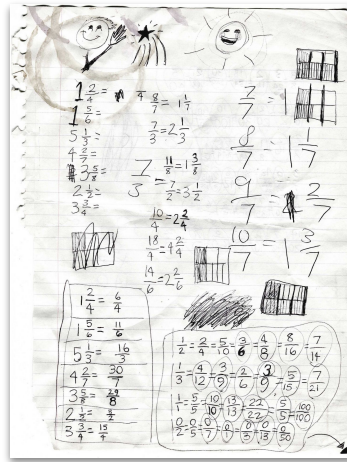 1 2/4 =
1 5/6 =
5 1/3 =
4 2/7 =
3 5/8 =
2 1/2 =
3 3/4 =
8/7 = 1 1/7
7/3 = 2 1/3
11/8 = 1 3/8
7/3 =
7/2 = 3 1/2
10/4 = 2 2/4
18/4 = 4 2/4
14/6 = 2 2/6
7/7 = 1
8/7 = 1 1/7
9/7 = 1 2/7
10/7 = 1 3/7
1 2/4 = 6/4
1 5/6 = 11/6
5 1/3 = 16/3
4 2/7 = 30/7
3 5/8 = 29/8
2 1/2 = 5/2
3 3/4 = 15/4
1/2 = 2/4 = 5/10 = 3/6 = 4/8 = 8/16 = 7/14
1/3 = 4/12 = 3/9 = 2/6 = 3/9 = 5/15 = 7/21
1/1 = 5/5 = 10/10 = 13/13 = 22/22 = 5/5 = 100/100
0/2 = 0/5 = 0/7 = 0/1 = 0/3 = 0/13 = 0/50